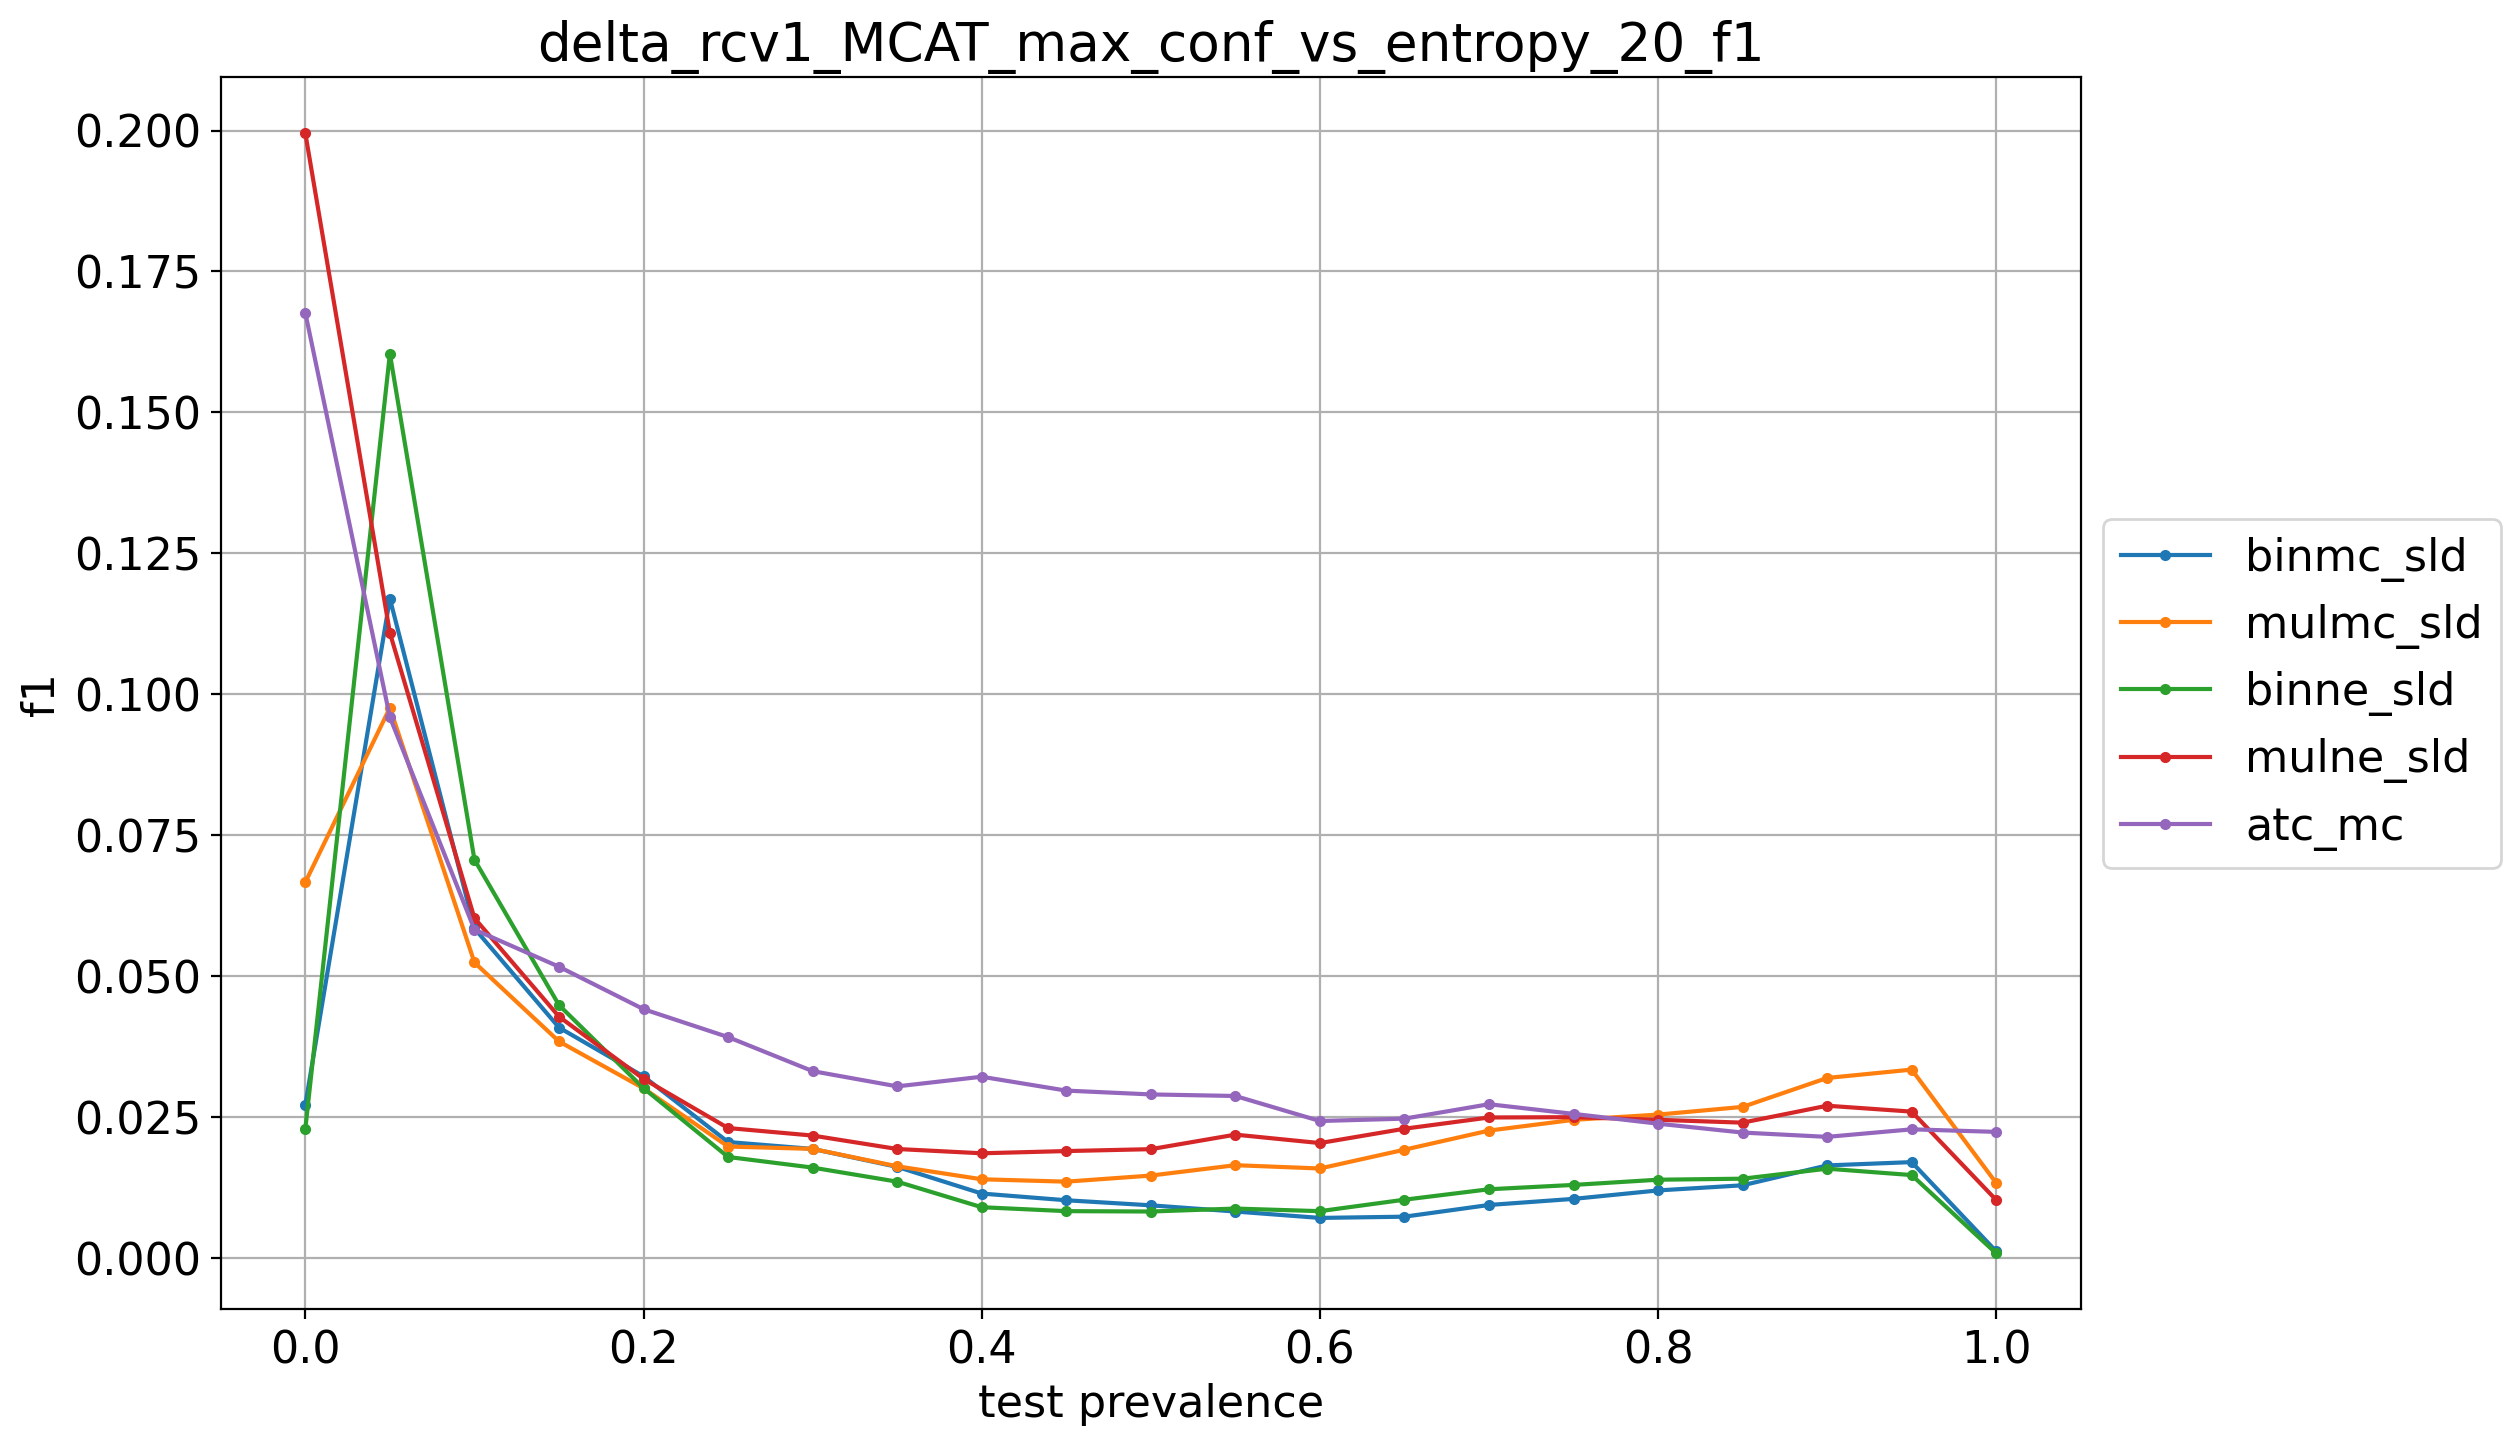 delta_rcv1_MCAT_max_conf_vs_entropy_20_f1
0.200
0.175
0.150
0.125
0.100
0.075
0.050
0.025
0.000
f1
0.0 0.2 0.4 0.6 0.8 1.0
test prevalence
binmc_sld
mulmc_sld
binne_sld
mulne_sld
atc_mc